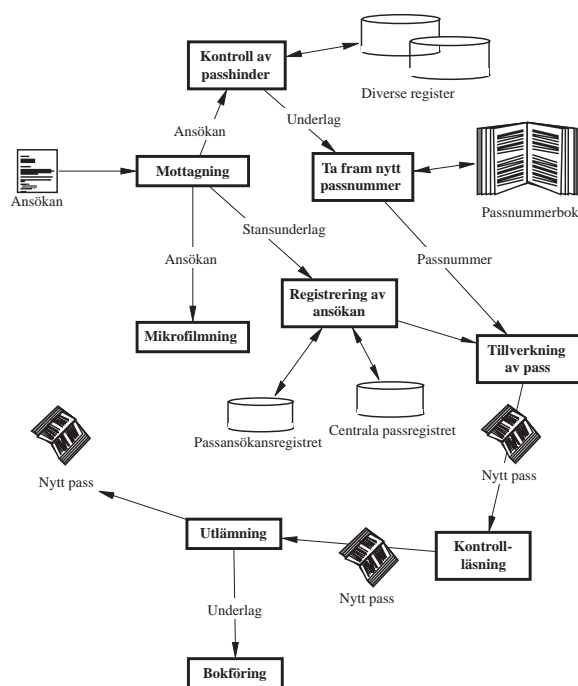 Kontroll av
passhinder
Diverse register
Ansökan
Underlag
Ansökan
Mottagning
Ta fram nytt
passnummer
Passnummerbok
Stansunderlag
Ansökan
Passnummer
Registrering av
ansökan
Mikrofilmning
Tillverkning
av pass
Passansökansregistret
Centrala passregistret
Nytt pass
Nytt pass
Utlämning
Kontroll-
läsning
Nytt pass
Underlag
Bokföring